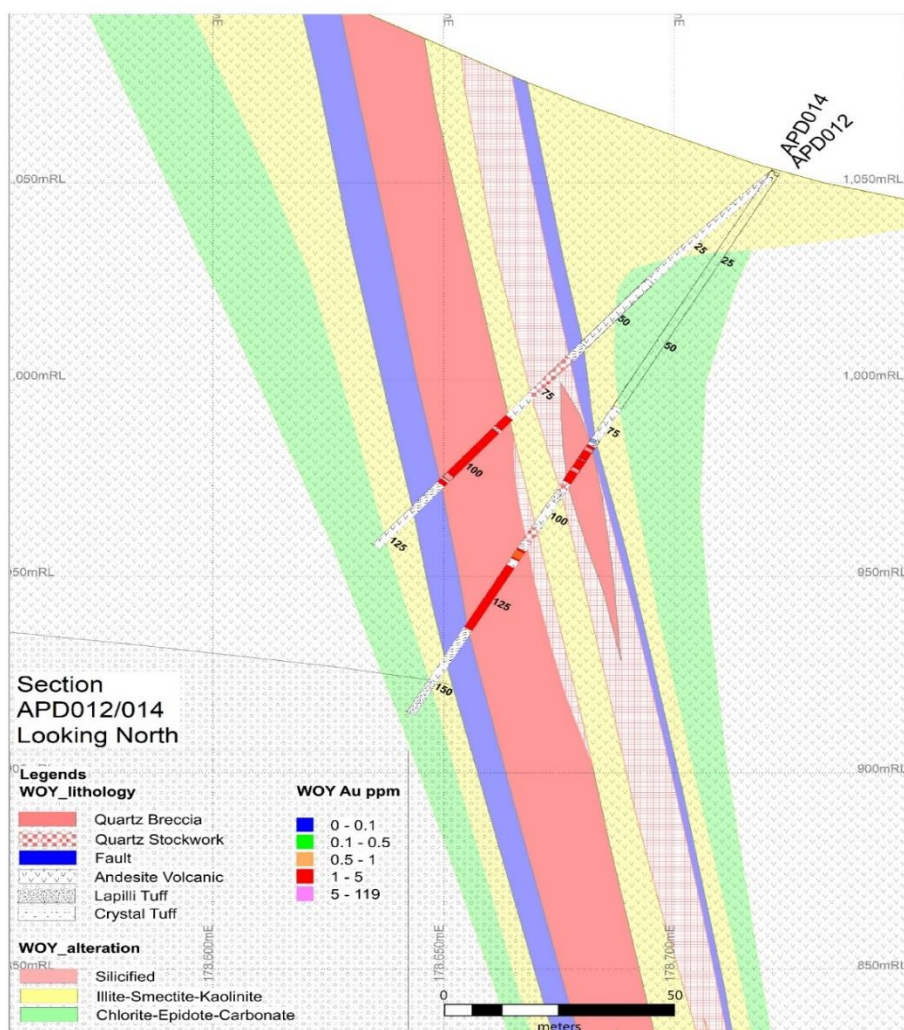 APD014
APD012
,050mRL
1,050mRL
25
25
50
50
,000mRL
1,000mRL
75
75
100
100
125
950mRL
950mRL
125
150
Section
APD012/014
Looking North
900mRL
Legends
WOY_lithology
Quartz Breccia
Quartz Stockwork
Fault
Andesite Volcanic
Lapilli Tuff
Crystal Tuff
WOY Au ppm
0 - 0.1
0.1 - 0.5
0.5 - 1
1 - 5
5 - 119
WOY_alteration
Silicified
Illite-Smectite-Kaolinite
Chlorite-Epidote-Carbonate
178,600mE
178,650mE
178,700mE
850mRL
850mRL
0
50
meters